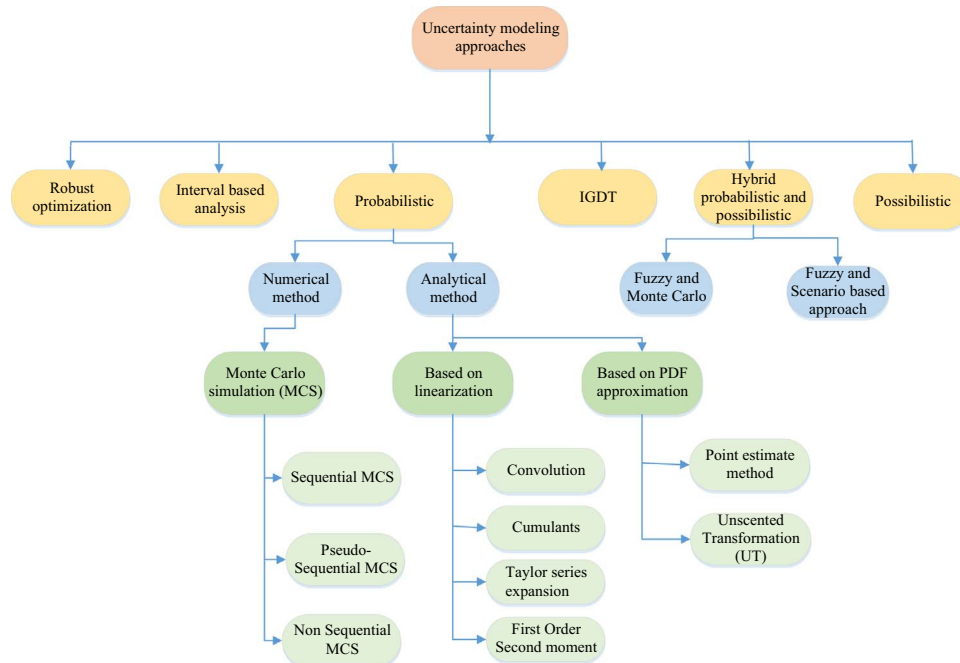 Uncertainty modeling
approaches
Robust
optimization
Interval based
analysis
Probabilistic
IGDT
Hybrid
probabilistic and
possibilistic
Possibilistic
Numerical
method
Analytical
method
Fuzzy and
Monte Carlo
Fuzzy and
Scenario based
approach
Monte Carlo
simulation (MCS)
Based on
linearization
Based on PDF
approximation
Sequential MCS
Pseudo-
Sequential MCS
Non Sequential
MCS
Convolution
Cumulants
Taylor series
expansion
First Order
Second moment
Point estimate
method
Unscented
Transformation
(UT)